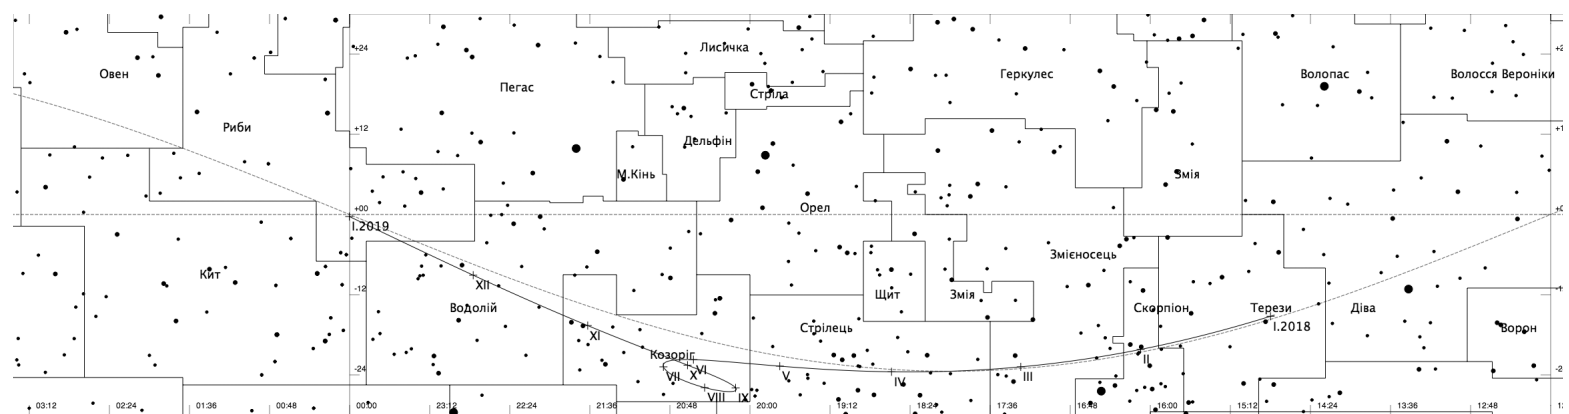 Лисичка
+24
+2
Овен
Геркулес
Волопас
Волосся Вероніки
Пегас
Стріла
Риби
+12
+1
Дельфін
М.Кінь
Змія
+00
+0
Орел
I.2019
Змієносець
Кит
XII
-12
Щит
Змія
Водолій
Скорпіон
Терези
Діва
I.2018
Стрілець
Ворон
XI
Козоріг
II
VI
-24
VII
X
V
IV
III
VIII
IX
03:12 02:24 01:36 00:48 00:00 23:12 22:24 21:36 20:48 20:00 19:12 18:24 17:36 16:48 16:00 15:12 14:24 13:36 12:48